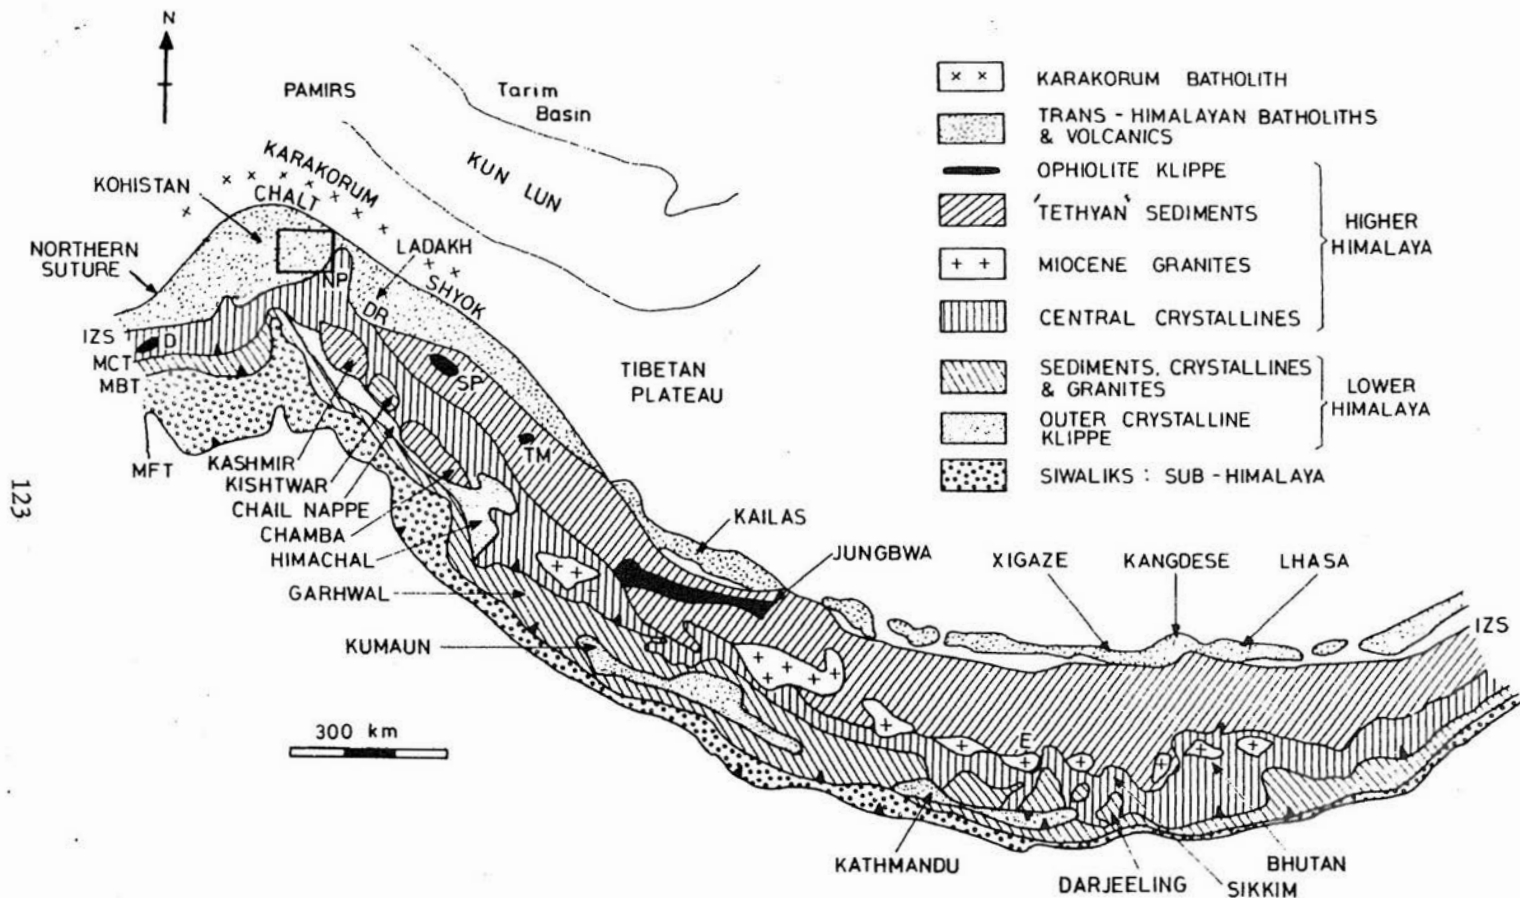 N
PAMIRS
Tarim
Basin
KUN LUN
KARAKORUM
KOHISTAN
CHALT
NORTHERN
SUTURE
LADAKH
SHYOK
NP
DR
IZS
D
MCT
MBT
SP
TIBETAN
PLATEAU
TM
MFT
KASHMIR
KISHTWAR
CHAIL NAPPE
CHAMBA
HIMACHAL
GARHWAL
KUMAUN
300 km
KAILAS
JUNGBWA
XIGAZE
KANGDESE
LHASA
IZS
E
KATHMANDU
DARJEELING
SIKKIM
BHUTAN
KARAKORUM BATHOLITH
TRANS - HIMALAYAN BATHOLITHS
& VOLCANICS
OPHIOLITE KLIPPE
'TETHYAN' SEDIMENTS
MIOCENE GRANITES
CENTRAL CRYSTALLINES
HIGHER
HIMALAYA
SEDIMENTS, CRYSTALLINES
& GRANITES
OUTER CRYSTALLINE
KLIPPE
LOWER
HIMALAYA
SIWALIKS : SUB - HIMALAYA
123